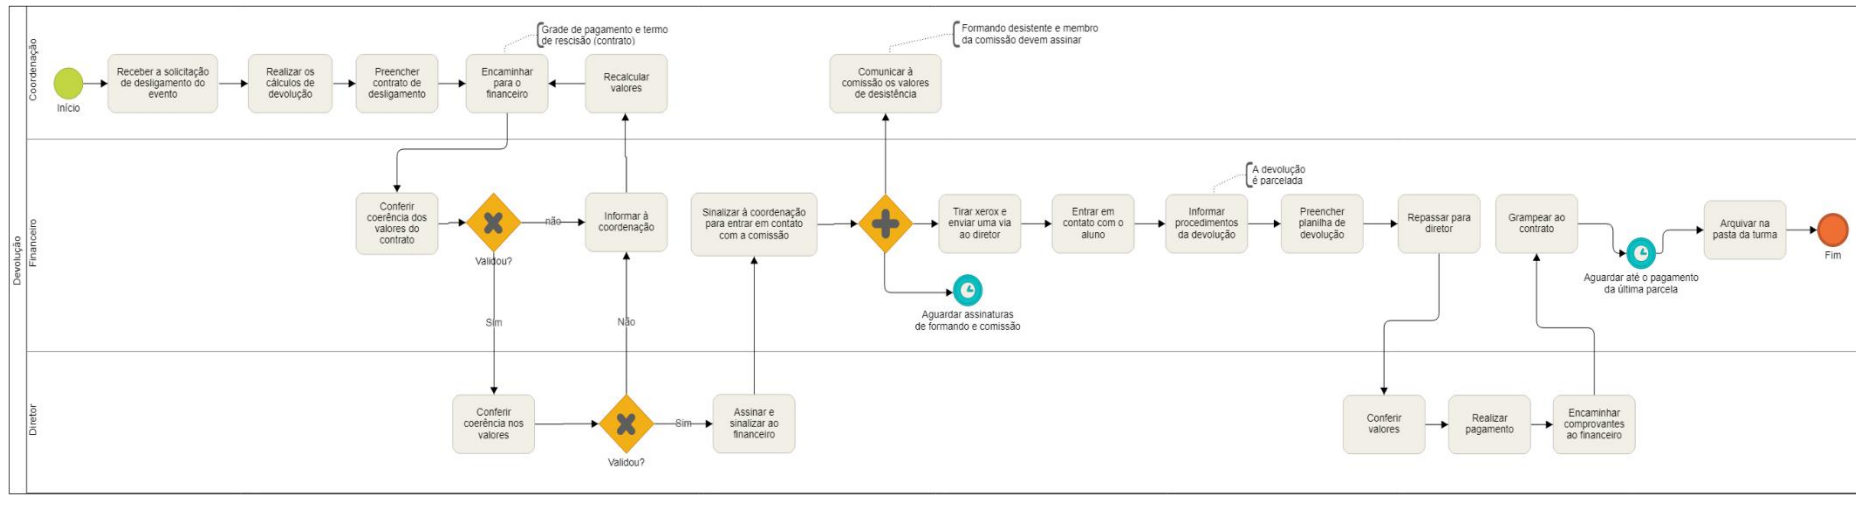 Devolução
Coordenação
Início
Receber a solicitação
de desligamento do
evento
Realizar os
cálculos de
devolução
Preencher
contrato de
desligamento
Grade de pagamento e termo
de rescisão (contrato)
Encaminhar
para o
financeiro
Recalcular
valores
Formando desistente e membro
da comissão devem assinar
Comunicar à
comissão os valores
de desistência
Financeiro
Conferir
coerência dos
valores do
contrato
Validou?
não
Sim
Informar à
coordenação
Não
Sinalizar à coordenação
para entrar em contato
com a comissão
Aguardar assinaturas
de formando e comissão
Tirar xerox e
enviar uma via
ao diretor
Entrar em
contato com o
aluno
A devolução
é parcelada
Informar
procedimentos
da devolução
Preencher
planilha de
devolução
Repassar para
diretor
Grampear ao
contrato
Aguardar até o pagamento
da última parcela
Arquivar na
pasta da turma
Fim
Diretor
Conferir
coerência nos
valores
Validou?
Sim
Assinar e
sinalizar ao
financeiro
Conferir
valores
Realizar
pagamento
Encaminhar
comprovantes
ao financeiro